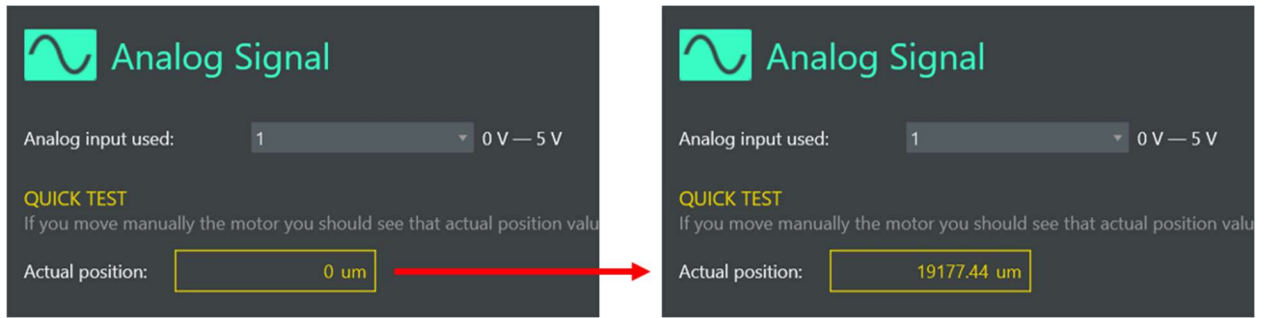 Analog Signal
Analog input used: 1 0 V — 5 V
QUICK TEST
If you move manually the motor you should see that actual position valu
Actual position: 0 um
Analog Signal
Analog input used: 1 0 V — 5 V
QUICK TEST
If you move manually the motor you should see that actual position valu
Actual position: 19177.44 um